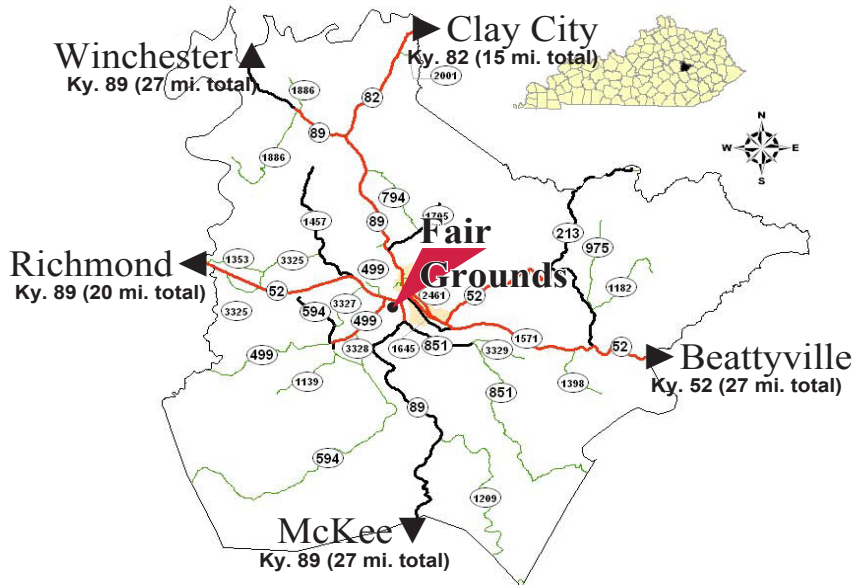 Clay City
Ky. 82 (15 mi. total)
Winchester
Ky. 89 (27 mi. total)
2001
1886
82
89
N
W E
S
1886
794
1705
1457
89
213
975
Fair
Grounds
Richmond
Ky. 89 (20 mi. total)
1353
3325
499
52
2461
52
1182
3325
594
3327
499
1571
52
499
3328
1645
851
3329
Beattyville
Ky. 52 (27 mi. total)
1139
1398
89
851
594
1209
McKee
Ky. 89 (27 mi. total)